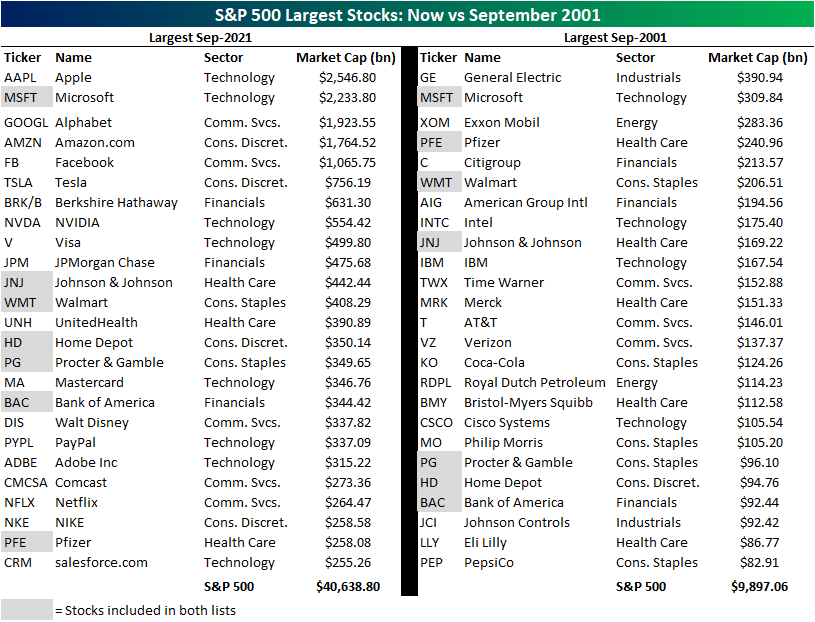 S&P 500 Largest Stocks: Now vs September 2001
Largest Sep-2021 Largest Sep-2001
Ticker Name Sector Market Cap (bn) Ticker Name Sector Market Cap (bn)
AAPL Apple Technology $2,546.80 GE General Electric Industrials $390.94
MSFT Microsoft Technology $2,233.80 MSFT Microsoft Technology $309.84
GOOGL Alphabet Comm. Svcs. $1,923.55 XOM Exxon Mobil Energy $283.36
AMZN Amazon.com Cons. Discret. $1,764.52 PFE Pfizer Health Care $240.96
FB Facebook Comm. Svcs. $1,065.75 C Citigroup Financials $213.57
TSLA Tesla Cons. Discret. $756.19 WMT Walmart Cons. Staples $206.51
BRK/B Berkshire Hathaway Financials $631.30 AIG American Group Intl Financials $194.56
NVDA NVIDIA Technology $554.42 INTC Intel Technology $175.40
V Visa Technology $499.80 JNJ Johnson & Johnson Health Care $169.22
JPM JPMorgan Chase Financials $475.68 IBM IBM Technology $167.54
JNJ Johnson & Johnson Health Care $442.44 TWX Time Warner Comm. Svcs. $152.88
WMT Walmart Cons. Staples $408.29 MRK Merck Health Care $151.33
UNH UnitedHealth Health Care $390.89 T AT&T Comm. Svcs. $146.01
HD Home Depot Cons. Discret. $350.14 VZ Verizon Comm. Svcs. $137.37
PG Procter & Gamble Cons. Staples $349.65 KO Coca-Cola Cons. Staples $124.26
MA Mastercard Technology $346.76 RDPL Royal Dutch Petroleum Energy $114.23
BAC Bank of America Financials $344.42 BMY Bristol-Myers Squibb Health Care $112.58
DIS Walt Disney Comm. Svcs. $337.82 CSCO Cisco Systems Technology $105.54
PYPL PayPal Technology $337.09 MO Philip Morris Cons. Staples $105.20
ADBE Adobe Inc Technology $315.22 PG Procter & Gamble Cons. Staples $96.10
CMCSA Comcast Comm. Svcs. $273.36 HD Home Depot Cons. Discret. $94.76
NFLX Netflix Comm. Svcs. $264.47 BAC Bank of America Financials $92.44
NKE NIKE Cons. Discret. $258.58 JCI Johnson Controls Industrials $92.42
PFE Pfizer Health Care $258.08 LLY Eli Lilly Health Care $86.77
CRM salesforce.com Technology $255.26 PEP PepsiCo Cons. Staples $82.91
S&P 500 $40,638.80 S&P 500 $9,897.06
= Stocks included in both lists